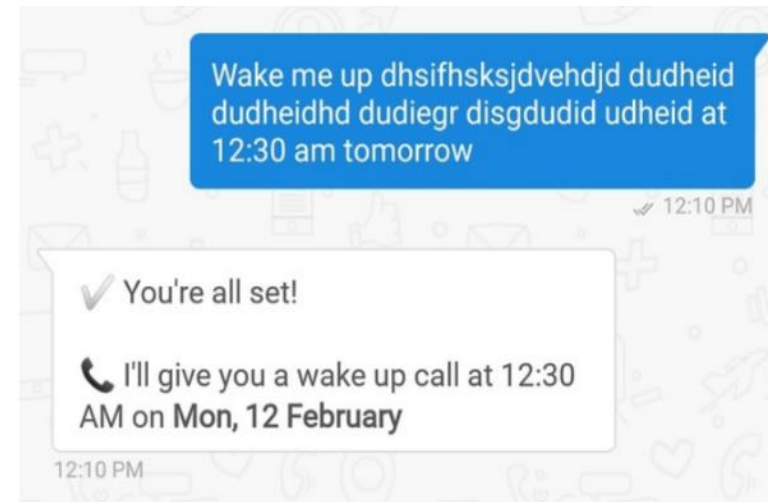 Wake me up dhsifhsksjdvehdjd dudheid
dudheidhd dudiegr disgdudid udheid at
12:30 am tomorrow
12:10 PM
You're all set!
I'll give you a wake up call at 12:30
AM on Mon, 12 February
12:10 PM